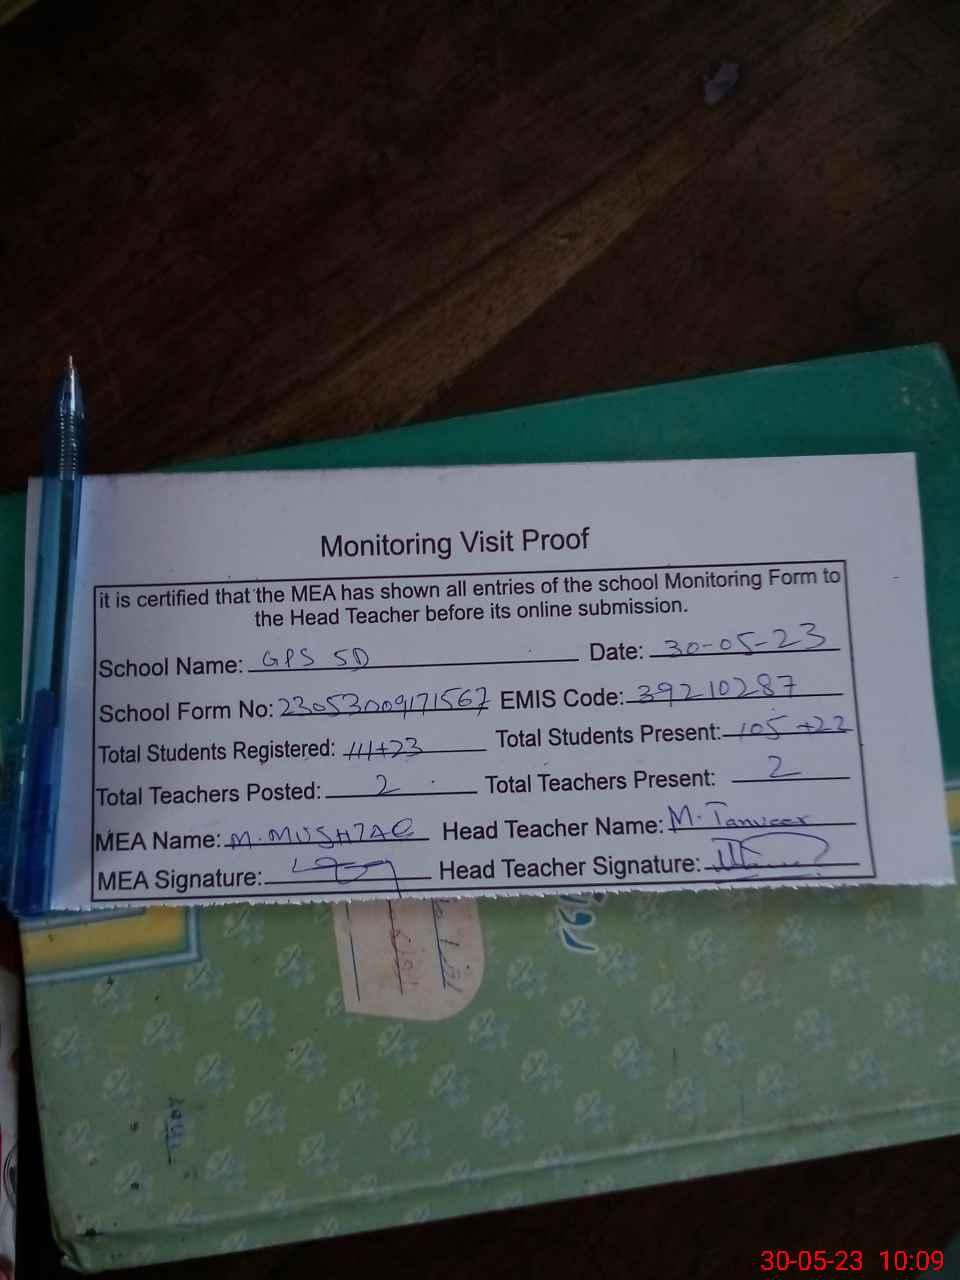 Monitoring Visit Proof
it is certified that the MEA has shown all entries of the school Monitoring Form to
the Head Teacher before its online submission.
School Name: GPS 5D Date: 30-05-23
School Form No: 23053009171567 EMIS Code: 39210287
Total Students Registered: 111+23 Total Students Present: 105+22
Total Teachers Posted: 2 Total Teachers Present: 2
MEA Name: M. MUSHTAQ Head Teacher Name: M. Tanveer
MEA Signature: Head Teacher Signature:
30-05-23 10:09